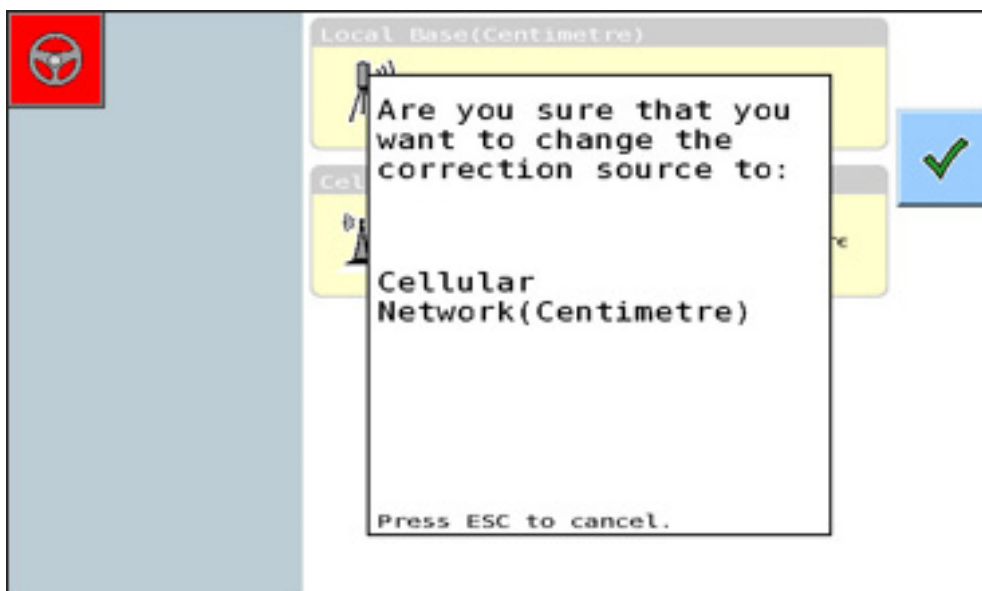 Local Base(Centimetre)
Are you sure that you
want to change the
correction source to:
Cellular
Network(Centimetre)
Press ESC to cancel.